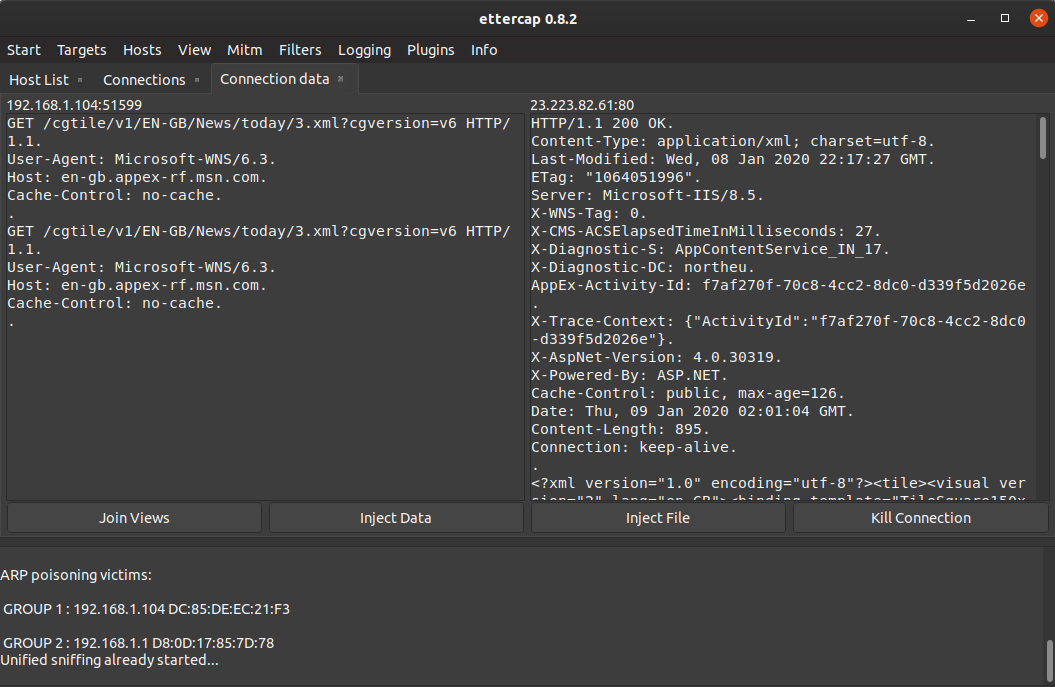 ettercap 0.8.2
Start Targets Hosts View Mitm Filters Logging Plugins Info
Host List Connections Connection data
192.168.1.104:51599
GET /cgtile/v1/EN-GB/News/today/3.xml?cgversion=v6 HTTP/
1.1.
User-Agent: Microsoft-WNS/6.3.
Host: en-gb.appex-rf.msn.com.
Cache-Control: no-cache.
.
GET /cgtile/v1/EN-GB/News/today/3.xml?cgversion=v6 HTTP/
1.1.
User-Agent: Microsoft-WNS/6.3.
Host: en-gb.appex-rf.msn.com.
Cache-Control: no-cache.
.
23.223.82.61:80
HTTP/1.1 200 OK.
Content-Type: application/xml; charset=utf-8.
Last-Modified: Wed, 08 Jan 2020 22:17:27 GMT.
ETag: "1064051996".
Server: Microsoft-IIS/8.5.
X-WNS-Tag: 0.
X-CMS-ACSElapsedTimeInMilliseconds: 27.
X-Diagnostic-S: AppContentService_IN_17.
X-Diagnostic-DC: northeu.
AppEx-Activity-Id: f7af270f-70c8-4cc2-8dc0-d339f5d2026e
.
X-Trace-Context: {"ActivityId":"f7af270f-70c8-4cc2-8dc0
-d339f5d2026e"}.
X-AspNet-Version: 4.0.30319.
X-Powered-By: ASP.NET.
Cache-Control: public, max-age=126.
Date: Thu, 09 Jan 2020 02:01:04 GMT.
Content-Length: 895.
Connection: keep-alive.
.
<?xml version="1.0" encoding="utf-8"?><tile><visual ver
sion="2" lang="en-GB"><binding template="TileSquare150x
Join Views Inject Data Inject File Kill Connection
ARP poisoning victims:
GROUP 1 : 192.168.1.104 DC:85:DE:EC:21:F3
GROUP 2 : 192.168.1.1 D8:0D:17:85:7D:78
Unified sniffing already started...